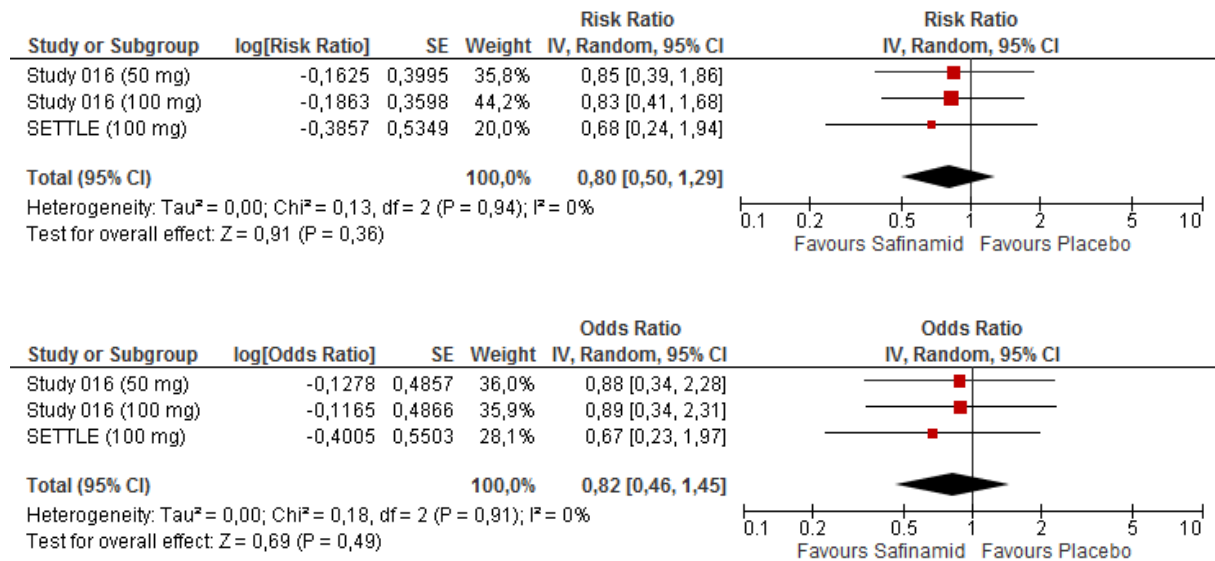 Risk Ratio Risk Ratio
Study or Subgroup log[Risk Ratio] SE Weight IV, Random, 95% CI IV, Random, 95% CI
Study 016 (50 mg) -0,1625 0,3995 35,8% 0,85 [0,39, 1,86]
Study 016 (100 mg) -0,1863 0,3598 44,2% 0,83 [0,41, 1,68]
SETTLE (100 mg) -0,3857 0,5349 20,0% 0,68 [0,24, 1,94]
Total (95% CI) 100,0% 0,80 [0,50, 1,29]
Heterogeneity: Tau² = 0,00; Chi² = 0,13, df = 2 (P = 0,94); I² = 0%
Test for overall effect: Z = 0,91 (P = 0,36)
0.1 0.2 0.5 1 2 5 10
Favours Safinamid Favours Placebo
Odds Ratio Odds Ratio
Study or Subgroup log[Odds Ratio] SE Weight IV, Random, 95% CI IV, Random, 95% CI
Study 016 (50 mg) -0,1278 0,4857 36,0% 0,88 [0,34, 2,28]
Study 016 (100 mg) -0,1165 0,4866 35,9% 0,89 [0,34, 2,31]
SETTLE (100 mg) -0,4005 0,5503 28,1% 0,67 [0,23, 1,97]
Total (95% CI) 100,0% 0,82 [0,46, 1,45]
Heterogeneity: Tau² = 0,00; Chi² = 0,18, df = 2 (P = 0,91); I² = 0%
Test for overall effect: Z = 0,69 (P = 0,49)
0.1 0.2 0.5 1 2 5 10
Favours Safinamid Favours Placebo